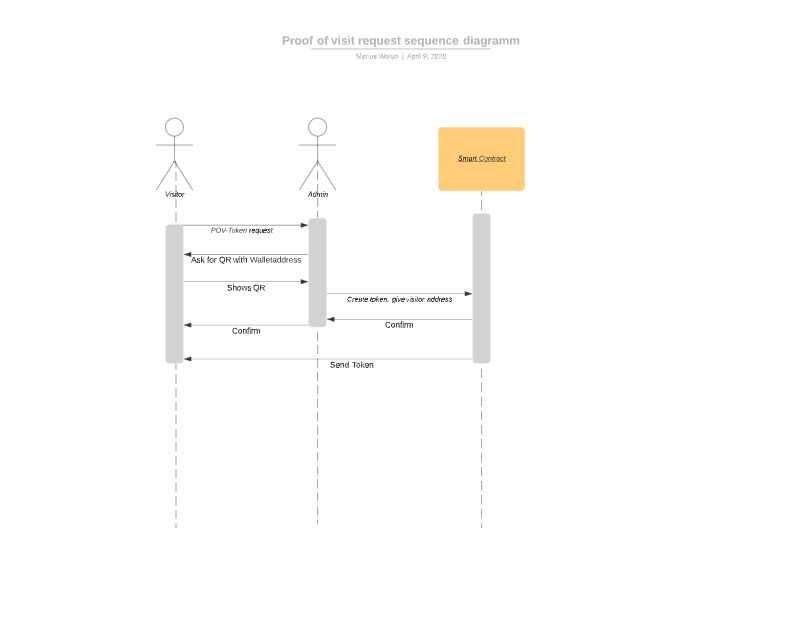 Proof of visit request sequence diagramm
Marius Weise | April 9, 2020
Smart Contract
Visitor
Admin
POV-Token request
Ask for QR with Walletaddress
Shows QR
Create token, give visitor address
Confirm
Confirm
Send Token